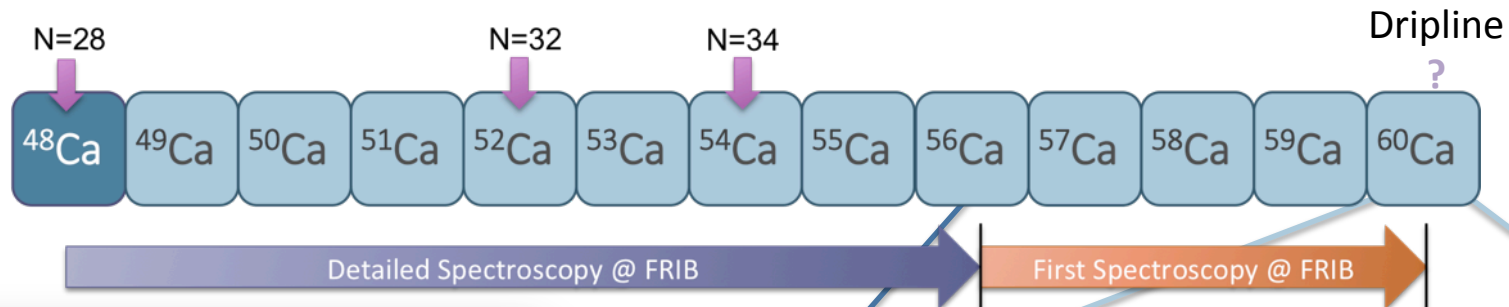 Dripline
N=28 N=32 N=34
?
⁴⁸Ca ⁴⁹Ca ⁵⁰Ca ⁵¹Ca ⁵²Ca ⁵³Ca ⁵⁴Ca ⁵⁵Ca ⁵⁶Ca ⁵⁷Ca ⁵⁸Ca ⁵⁹Ca ⁶⁰Ca
Detailed Spectroscopy @ FRIB First Spectroscopy @ FRIB